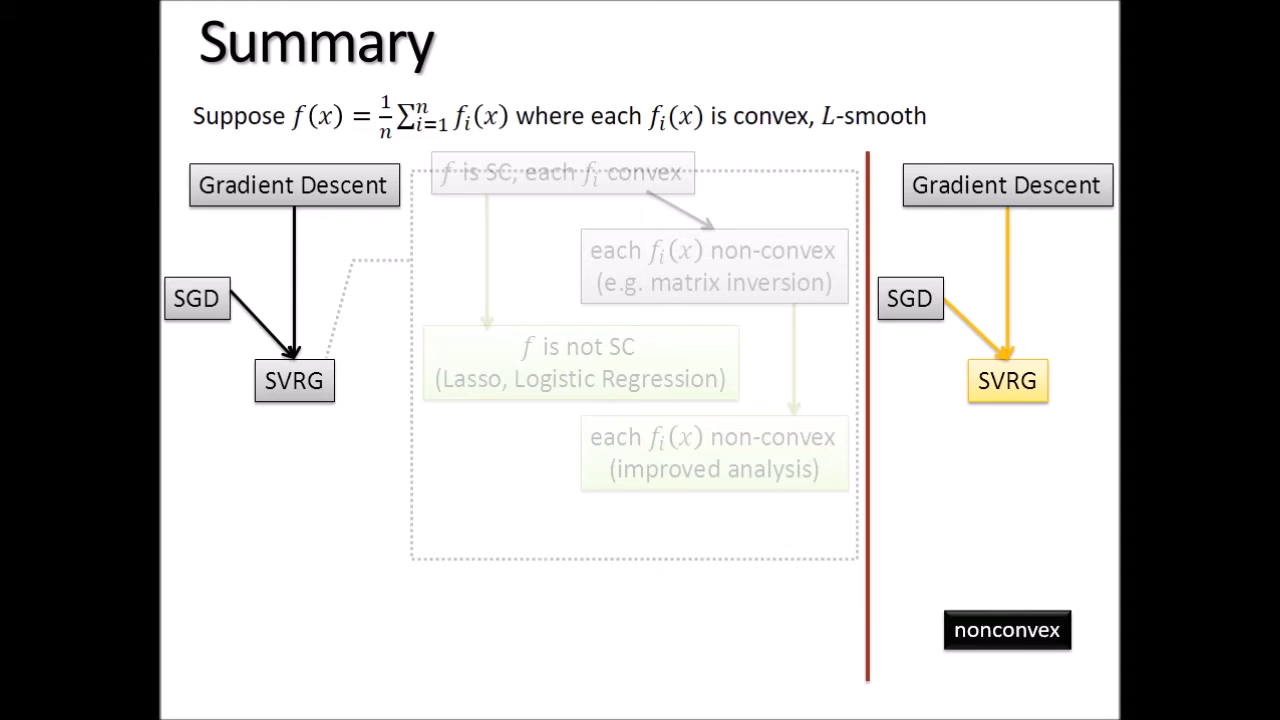 Summary
Suppose f(x) = 1/n ∑ⁿᵢ₌₁ fᵢ(x) where each fᵢ(x) is convex, L-smooth
Gradient Descent
SGD
SVRG
f is SC, each fᵢ convex
each fᵢ(x) non-convex
(e.g. matrix inversion)
f is not SC
(Lasso, Logistic Regression)
each fᵢ(x) non-convex
(improved analysis)
Gradient Descent
SGD
SVRG
nonconvex